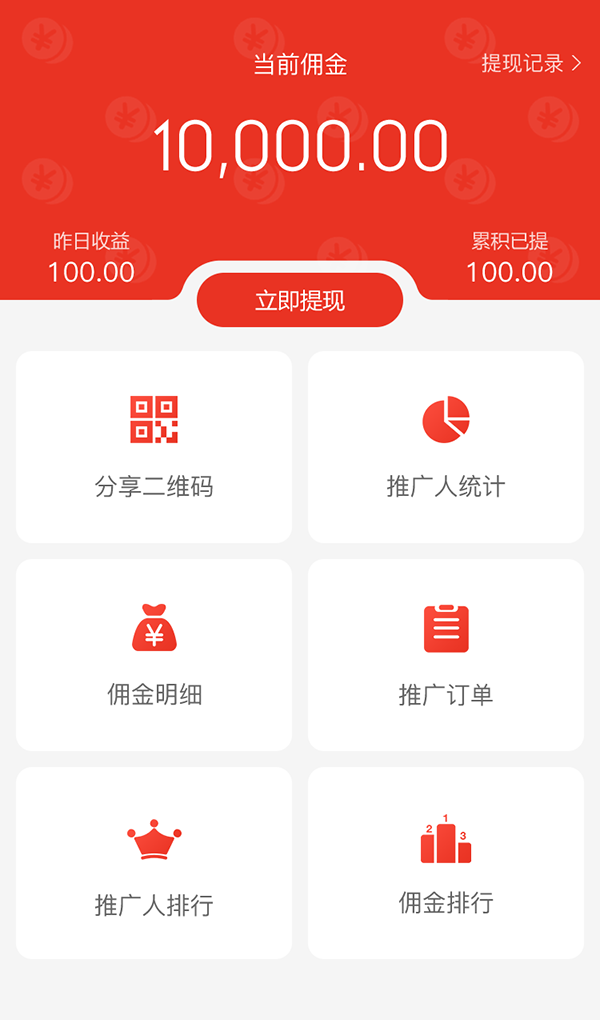 当前佣金
提现记录
10,000.00
昨日收益
累积已提
100.00
100.00
立即提现
分享二维码
推广人统计
佣金明细
推广订单
1
2
3
推广人排行
佣金排行